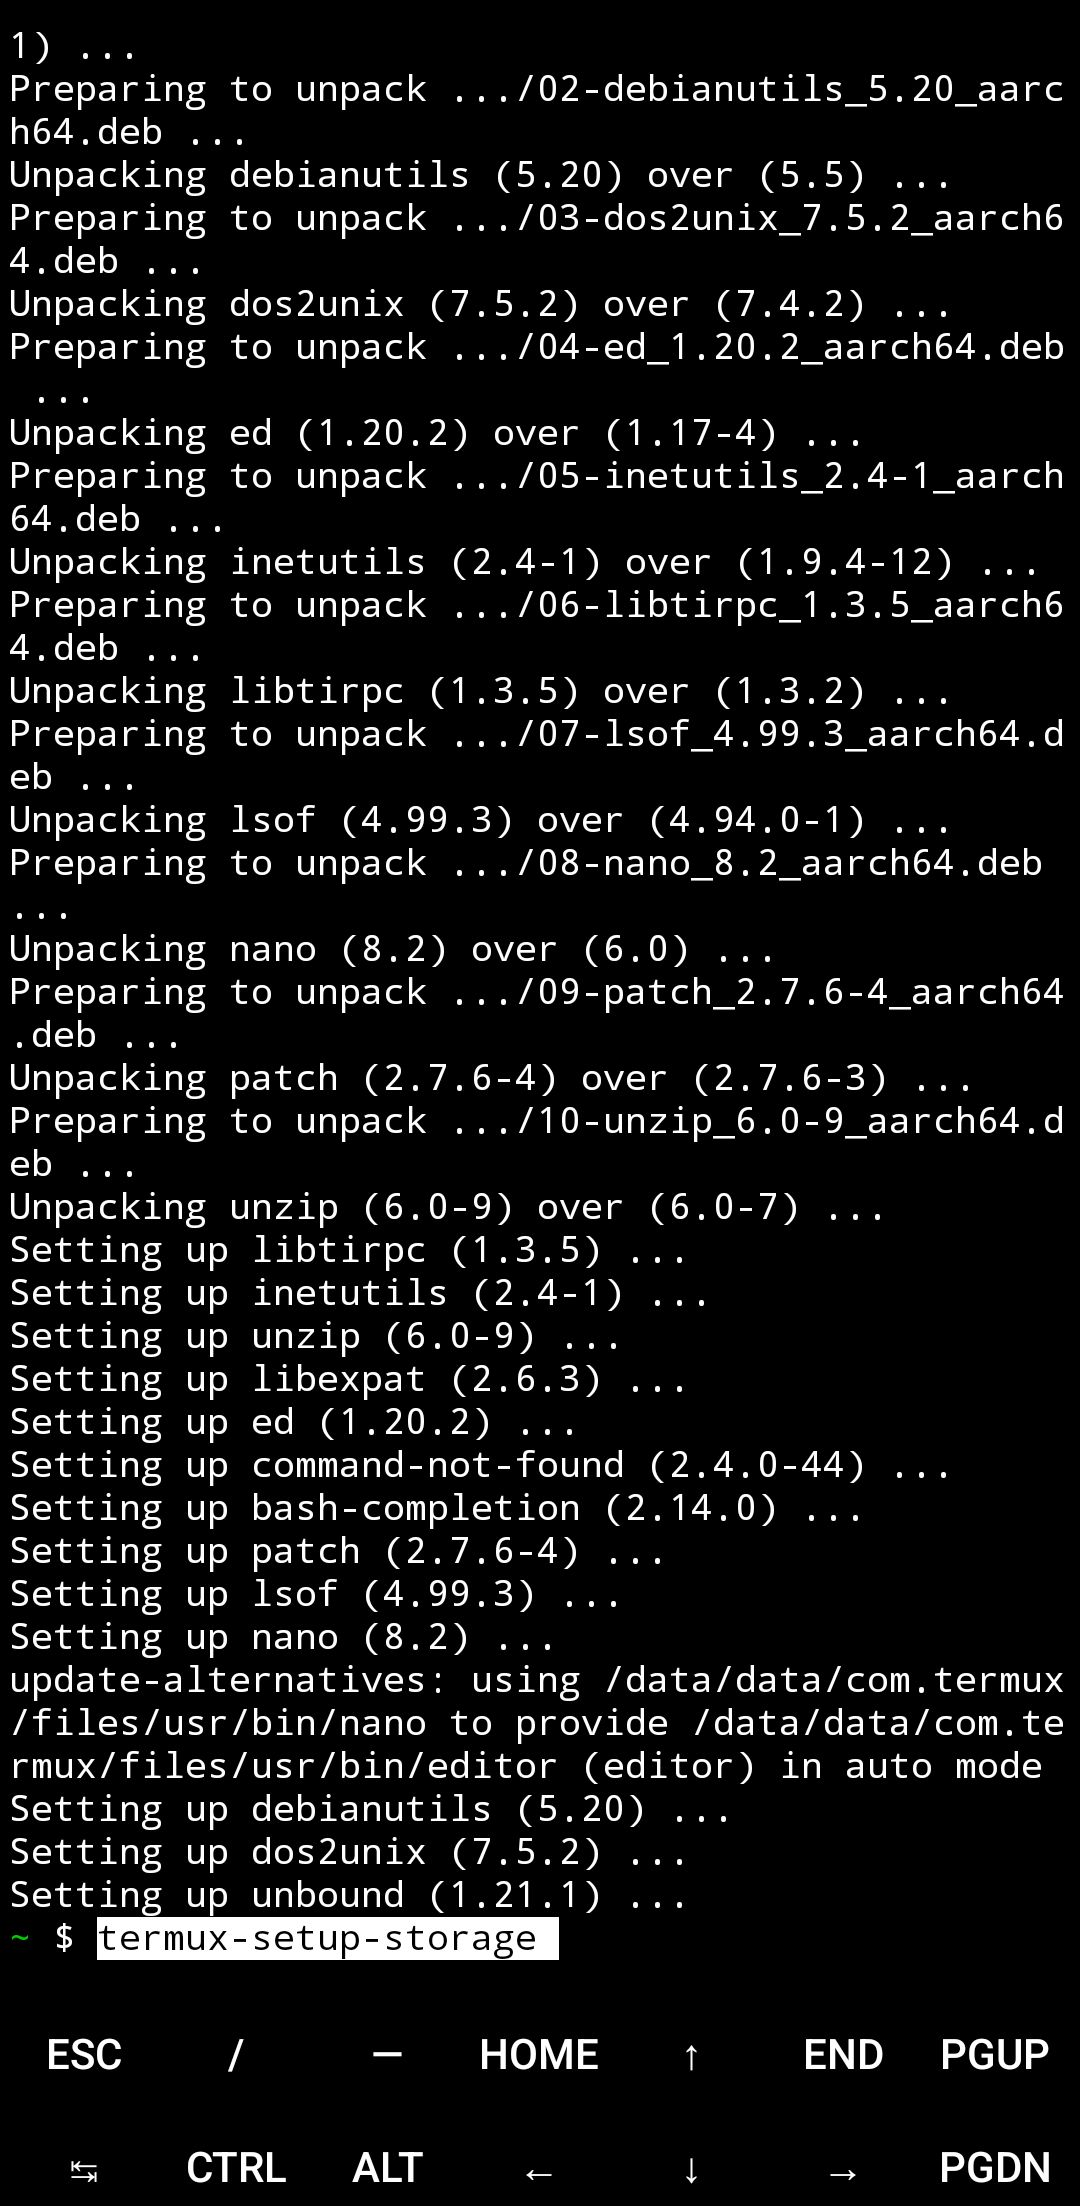 1) ...
Preparing to unpack .../02-debianutils_5.20_aarc
h64.deb ...
Unpacking debianutils (5.20) over (5.5) ...
Preparing to unpack .../03-dos2unix_7.5.2_aarch6
4.deb ...
Unpacking dos2unix (7.5.2) over (7.4.2) ...
Preparing to unpack .../04-ed_1.20.2_aarch64.deb
 ...
Unpacking ed (1.20.2) over (1.17-4) ...
Preparing to unpack .../05-inetutils_2.4-1_aarch
64.deb ...
Unpacking inetutils (2.4-1) over (1.9.4-12) ...
Preparing to unpack .../06-libtirpc_1.3.5_aarch6
4.deb ...
Unpacking libtirpc (1.3.5) over (1.3.2) ...
Preparing to unpack .../07-lsof_4.99.3_aarch64.d
eb ...
Unpacking lsof (4.99.3) over (4.94.0-1) ...
Preparing to unpack .../08-nano_8.2_aarch64.deb
...
Unpacking nano (8.2) over (6.0) ...
Preparing to unpack .../09-patch_2.7.6-4_aarch64
.deb ...
Unpacking patch (2.7.6-4) over (2.7.6-3) ...
Preparing to unpack .../10-unzip_6.0-9_aarch64.d
eb ...
Unpacking unzip (6.0-9) over (6.0-7) ...
Setting up libtirpc (1.3.5) ...
Setting up inetutils (2.4-1) ...
Setting up unzip (6.0-9) ...
Setting up libexpat (2.6.3) ...
Setting up ed (1.20.2) ...
Setting up command-not-found (2.4.0-44) ...
Setting up bash-completion (2.14.0) ...
Setting up patch (2.7.6-4) ...
Setting up lsof (4.99.3) ...
Setting up nano (8.2) ...
update-alternatives: using /data/data/com.termux
/files/usr/bin/nano to provide /data/data/com.te
rmux/files/usr/bin/editor (editor) in auto mode
Setting up debianutils (5.20) ...
Setting up dos2unix (7.5.2) ...
Setting up unbound (1.21.1) ...
~ $ termux-setup-storage
ESC / — HOME ↑ END PGUP
↹ CTRL ALT ← ↓ → PGDN